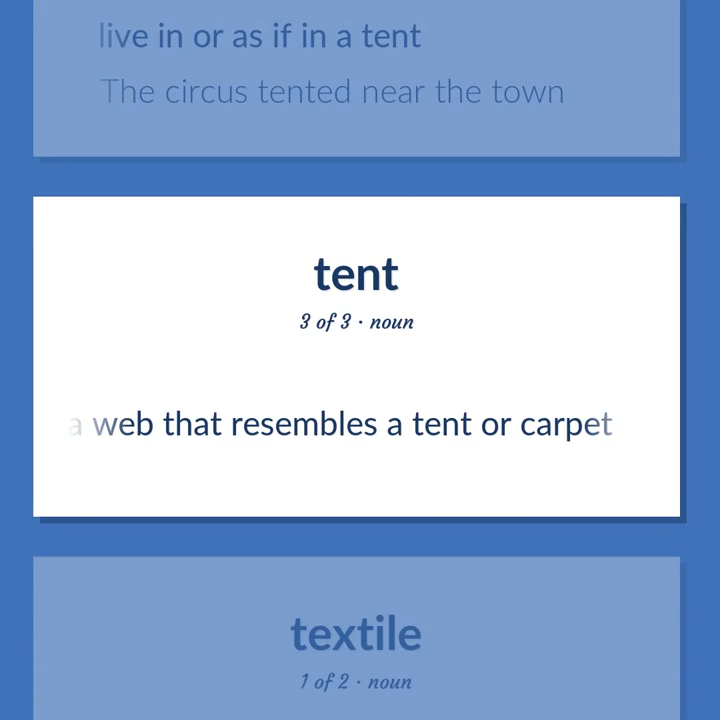 live in or as if in a tent
The circus tented near the town
tent
3 of 3 · noun
a web that resembles a tent or carpet
textile
1 of 2 · noun